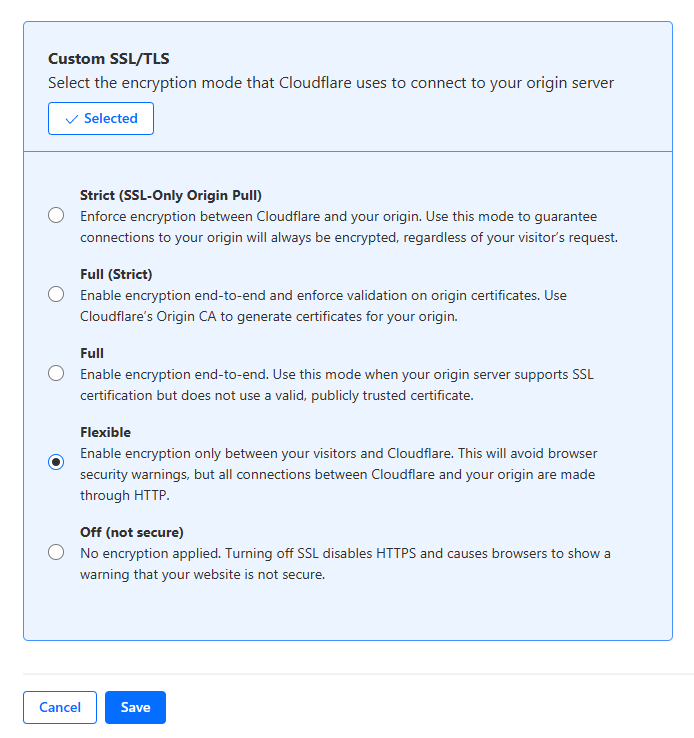 Custom SSL/TLS
Select the encryption mode that Cloudflare uses to connect to your origin server
Selected
Strict (SSL-Only Origin Pull)
Enforce encryption between Cloudflare and your origin. Use this mode to guarantee
connections to your origin will always be encrypted, regardless of your visitor’s request.
Full (Strict)
Enable encryption end-to-end and enforce validation on origin certificates. Use
Cloudflare’s Origin CA to generate certificates for your origin.
Full
Enable encryption end-to-end. Use this mode when your origin server supports SSL
certification but does not use a valid, publicly trusted certificate.
Flexible
Enable encryption only between your visitors and Cloudflare. This will avoid browser
security warnings, but all connections between Cloudflare and your origin are made
through HTTP.
Off (not secure)
No encryption applied. Turning off SSL disables HTTPS and causes browsers to show a
warning that your website is not secure.
Cancel Save